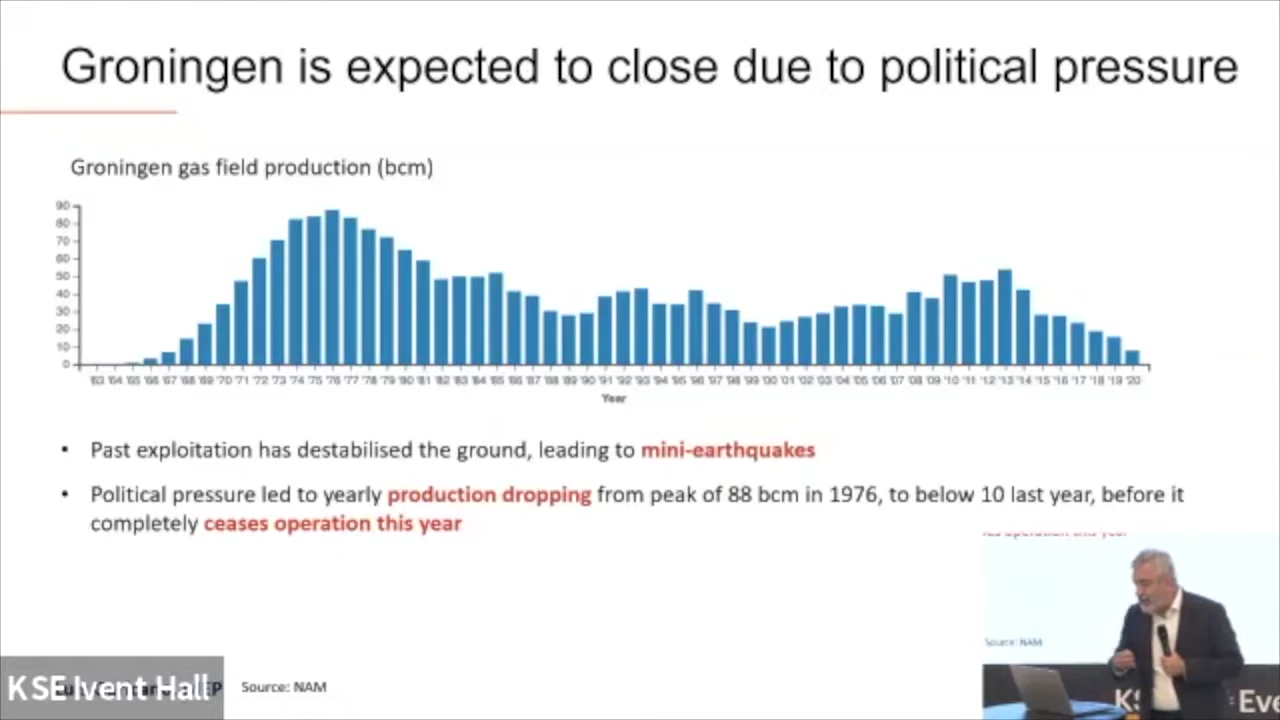 Groningen is expected to close due to political pressure
Groningen gas field production (bcm)
90
80
70
60
50
40
30
20
10
0
'63 '64 '65 '66 '67 '68 '69 '70 '71 '72 '73 '74 '75 '76 '77 '78 '79 '80 '81 '82 '83 '84 '85 '86 '87 '88 '89 '90 '91 '92 '93 '94 '95 '96 '97 '98 '99 '00 '01 '02 '03 '04 '05 '06 '07 '08 '09 '10 '11 '12 '13 '14 '15 '16 '17 '18 '19 '20
Year
• Past exploitation has destabilised the ground, leading to mini-earthquakes
• Political pressure led to yearly production dropping from peak of 88 bcm in 1976, to below 10 last year, before it
completely ceases operation this year
Source: NAM
KS Eve
KSE Ivent Hall
Source: NAM